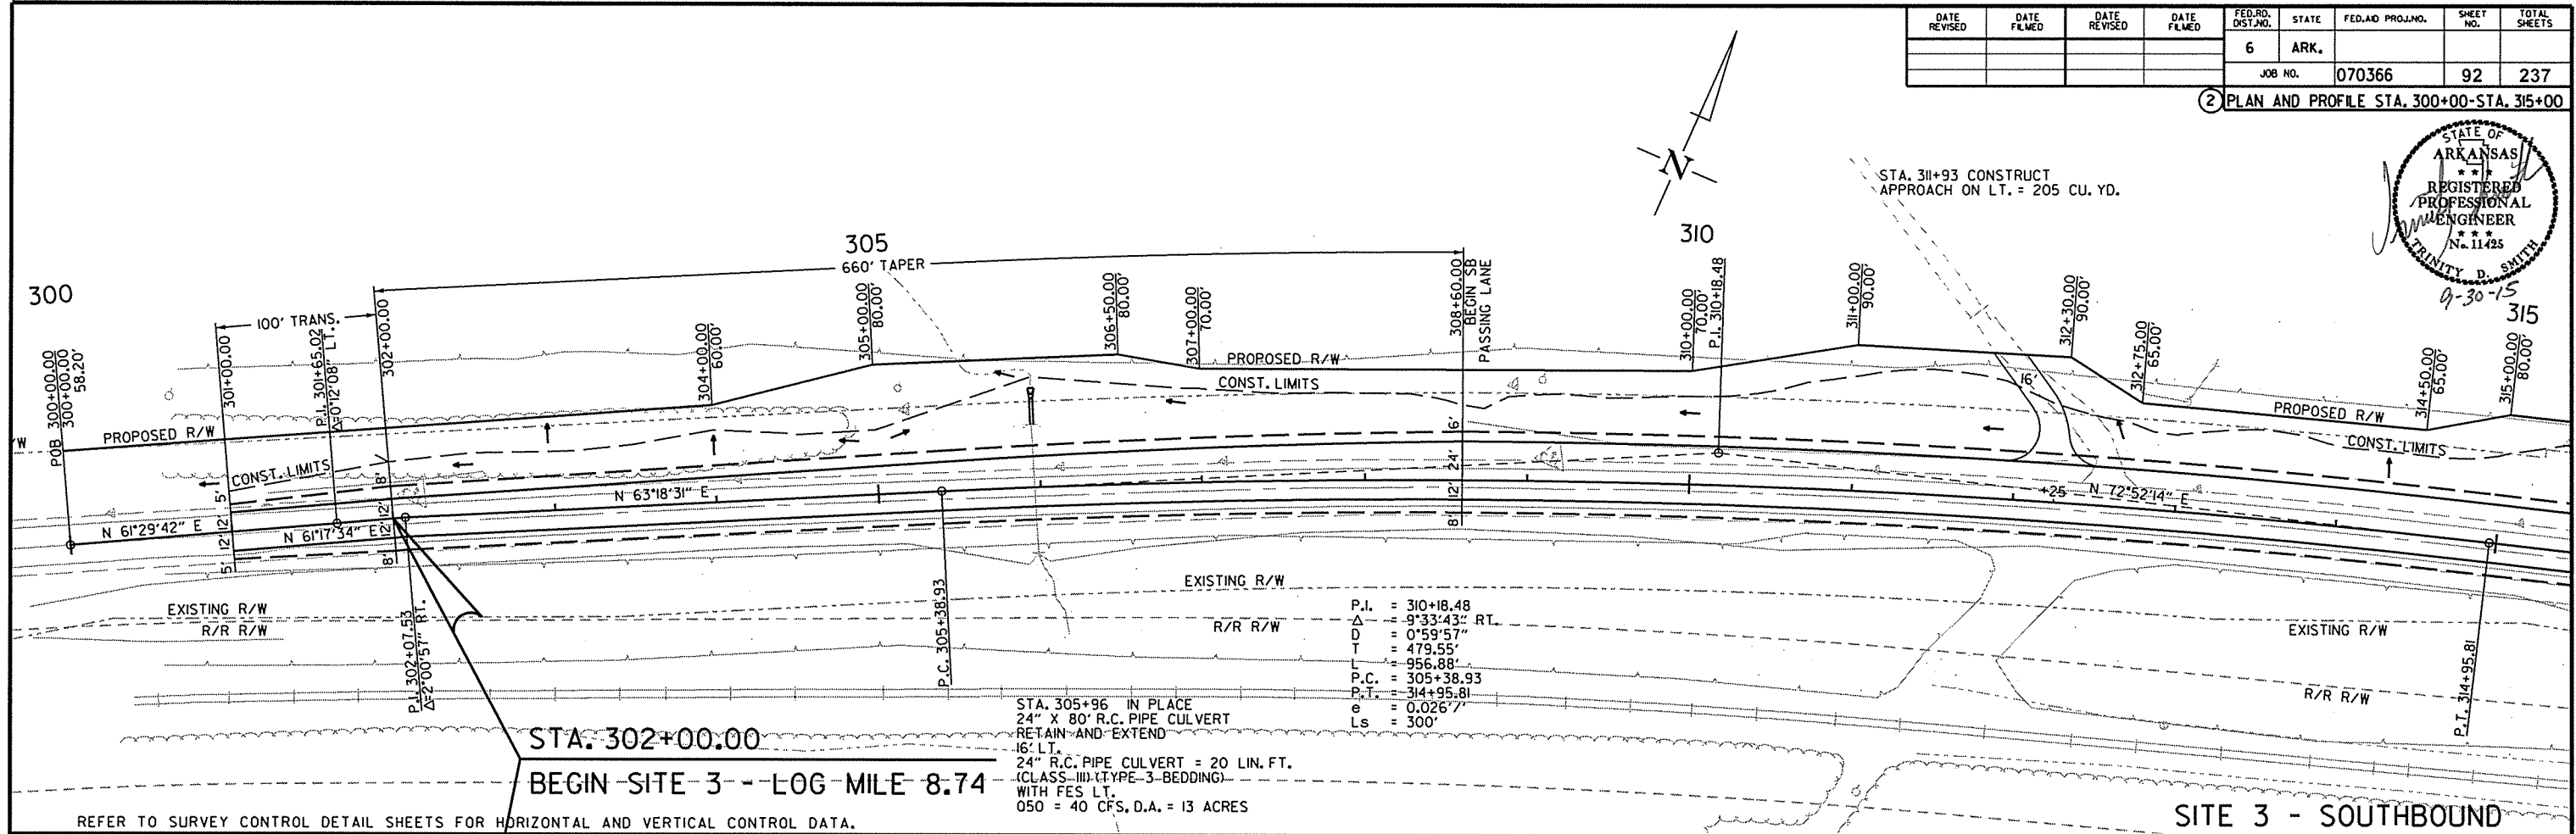 DATE REVISED
DATE FILMED
DATE REVISED
DATE FILMED
FED.RD. DIST.NO.
STATE
FED.AID PROJ.NO.
SHEET NO.
TOTAL SHEETS
6 ARK.
JOB NO. 070366 92 237
2 PLAN AND PROFILE STA. 300+00-STA. 315+00
STATE OF
ARKANSAS
REGISTERED
PROFESSIONAL
ENGINEER
No. 11425
TRINITY D. SMITH
9-30-15
N
STA. 311+93 CONSTRUCT
APPROACH ON LT. = 205 CU. YD.
300
305
310
315
660' TAPER
100' TRANS.
POB 300+00.00
300+00.00
58.20'
301+00.00
P.I. 301+65.02
Δ=0°12'08" LT.
302+00.00
304+00.00
60.00'
305+00.00
80.00'
306+50.00
80.00'
307+00.00
70.00'
308+60.00
BEGIN SB
PASSING LANE
310+00.00
70.00'
P.I. 310+18.48
311+00.00
90.00'
312+30.00
90.00'
312+75.00
65.00'
314+50.00
65.00'
315+00.00
80.00'
PROPOSED R/W
PROPOSED R/W
PROPOSED R/W
CONST. LIMITS
CONST. LIMITS
CONST. LIMITS
16'
5'
12'
12'
5'
8'
12'
12'
8'
6'
24'
12'
8'
N 61°29'42" E
N 61°17'34" E
N 63°18'31" E
+25
N 72°52'14" E
EXISTING R/W
R/R R/W
EXISTING R/W
R/R R/W
EXISTING R/W
R/R R/W
P.I. 302+07.53
Δ=2°00'57" RT.
P.C. 305+38.93
P.T. 314+95.81
P.I. = 310+18.48
Δ = 9°33'43" RT.
D = 0°59'57"
T = 479.55'
L = 956.88'
P.C. = 305+38.93
P.T. = 314+95.81
e = 0.026'/'
Ls = 300'
STA. 305+96 IN PLACE
24" X 80' R.C. PIPE CULVERT
RETAIN AND EXTEND
16' LT.
24" R.C. PIPE CULVERT = 20 LIN. FT.
(CLASS III) (TYPE 3 BEDDING)
WITH FES LT.
Q50 = 40 CFS, D.A. = 13 ACRES
STA. 302+00.00
BEGIN SITE 3 - LOG MILE 8.74
REFER TO SURVEY CONTROL DETAIL SHEETS FOR HORIZONTAL AND VERTICAL CONTROL DATA.
SITE 3 - SOUTHBOUND